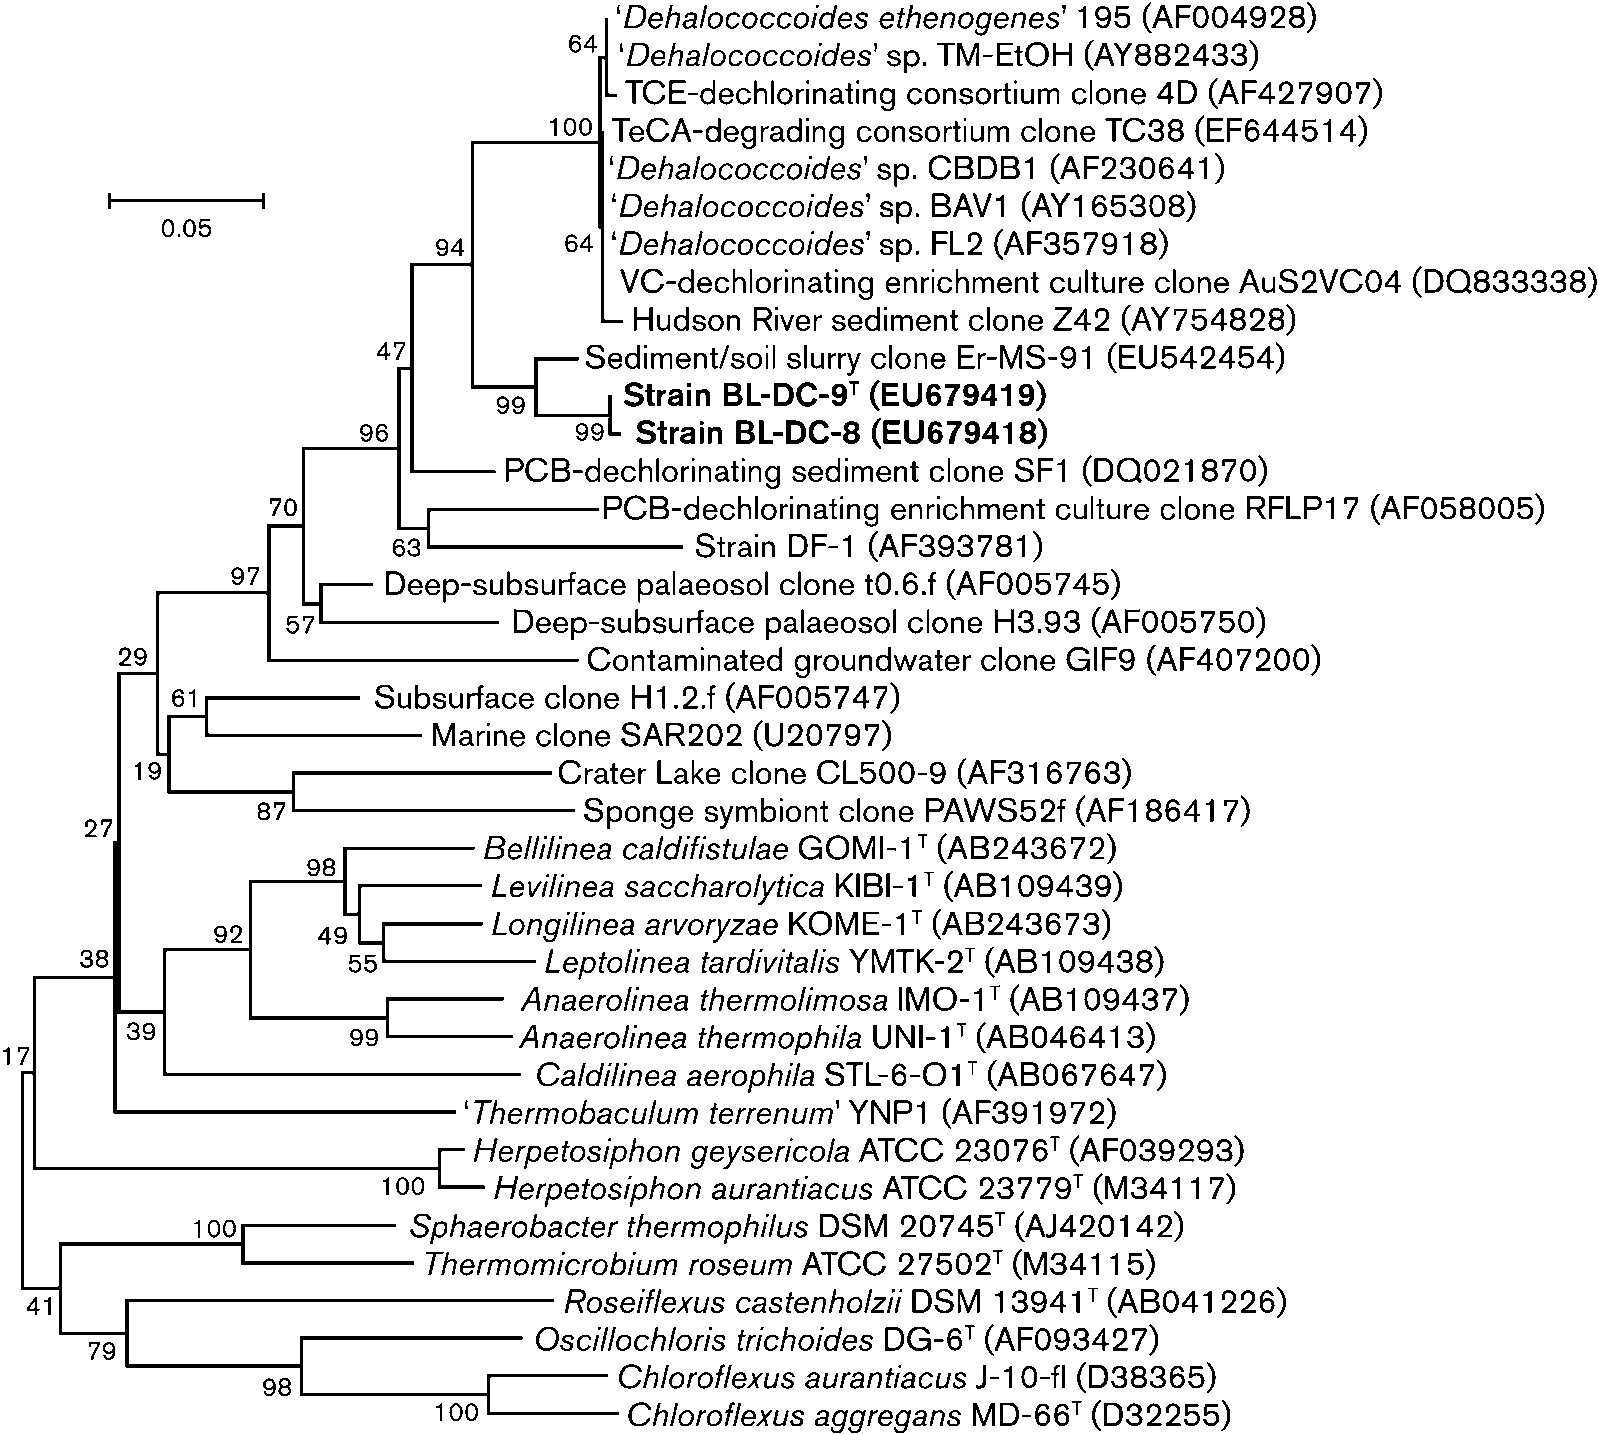 ‘Dehalococcoides ethenogenes’ 195 (AF004928)
64
‘Dehalococcoides’ sp. TM-EtOH (AY882433)
TCE-dechlorinating consortium clone 4D (AF427907)
100
TeCA-degrading consortium clone TC38 (EF644514)
‘Dehalococcoides’ sp. CBDB1 (AF230641)
0.05
‘Dehalococcoides’ sp. BAV1 (AY165308)
94
64
‘Dehalococcoides’ sp. FL2 (AF357918)
VC-dechlorinating enrichment culture clone AuS2VC04 (DQ833338)
Hudson River sediment clone Z42 (AY754828)
47
Sediment/soil slurry clone Er-MS-91 (EU542454)
99
Strain BL-DC-9ᵀ (EU679419)
96
99
Strain BL-DC-8 (EU679418)
PCB-dechlorinating sediment clone SF1 (DQ021870)
70
PCB-dechlorinating enrichment culture clone RFLP17 (AF058005)
63
Strain DF-1 (AF393781)
97
Deep-subsurface palaeosol clone t0.6.f (AF005745)
57
Deep-subsurface palaeosol clone H3.93 (AF005750)
29
Contaminated groundwater clone GIF9 (AF407200)
61
Subsurface clone H1.2.f (AF005747)
Marine clone SAR202 (U20797)
19
Crater Lake clone CL500-9 (AF316763)
87
Sponge symbiont clone PAWS52f (AF186417)
27
Bellilinea caldifistulae GOMI-1ᵀ (AB243672)
98
Levilinea saccharolytica KIBI-1ᵀ (AB109439)
92
49
Longilinea arvoryzae KOME-1ᵀ (AB243673)
38
55
Leptolinea tardivitalis YMTK-2ᵀ (AB109438)
Anaerolinea thermolimosa IMO-1ᵀ (AB109437)
39
99
Anaerolinea thermophila UNI-1ᵀ (AB046413)
17
Caldilinea aerophila STL-6-O1ᵀ (AB067647)
‘Thermobaculum terrenum’ YNP1 (AF391972)
Herpetosiphon geysericola ATCC 23076ᵀ (AF039293)
100
Herpetosiphon aurantiacus ATCC 23779ᵀ (M34117)
100
Sphaerobacter thermophilus DSM 20745ᵀ (AJ420142)
Thermomicrobium roseum ATCC 27502ᵀ (M34115)
41
Roseiflexus castenholzii DSM 13941ᵀ (AB041226)
79
Oscillochloris trichoides DG-6ᵀ (AF093427)
98
Chloroflexus aurantiacus J-10-fl (D38365)
100
Chloroflexus aggregans MD-66ᵀ (D32255)